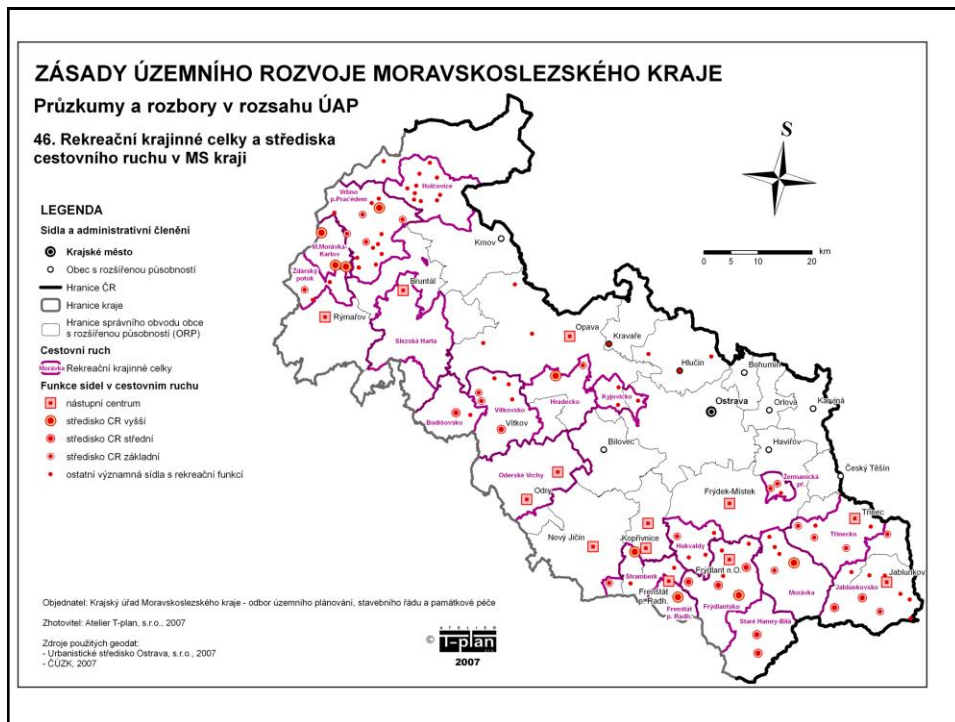 ZÁSADY ÚZEMNÍHO ROZVOJE MORAVSKOSLEZSKÉHO KRAJE
Průzkumy a rozbory v rozsahu ÚAP
46. Rekreační krajinné celky a střediska
cestovního ruchu v MS kraji
S
km
0 5 10 20
LEGENDA
Sídla a administrativní členění
Krajské město
Obec s rozšířenou působností
Hranice ČR
Hranice kraje
Hranice správního obvodu obce
s rozšířenou působností (ORP)
Cestovní ruch
Morávka
Rekreační krajinné celky
Funkce sídel v cestovním ruchu
nástupní centrum
středisko CR vyšší
středisko CR střední
středisko CR základní
ostatní významná sídla s rekreační funkcí
Holčovice
Vrbno
p.Praďědem
M.Morávka-
Karlov
Ždárský
potok
Krnov
Bruntál
Rýmařov
Slezská Harta
Opava
Kravaře
Hlučín
Bohumín
Ostrava
Orlová
Karviná
Havířov
Český Těšín
Hradecko
Kyjovicko
Vítkovsko
Vítkov
Budišovsko
Bílovec
Oderské Vrchy
Odry
Nový Jičín
Kopřivnice
Štramberk
Hukvaldy
Frýdek-Místek
Žermanická
př.
Třinec
Třinecko
Frýdlant n.O.
Frenštát
p. Radh.
Frenštát
p. Radh.
Frýdlantsko
Morávka
Jablunkov
Jablunkovsko
Staré Hamry-Bílá
Objednatel: Krajský úřad Moravskoslezského kraje - odbor územního plánování, stavebního řádu a památkové péče
Zhotovitel: Atelier T-plan, s.r.o., 2007
Zdroje použitých geodat:
- Urbanistické středisko Ostrava, s.r.o., 2007
- ČÚZK, 2007
©
ATELIER
T-plan
2007